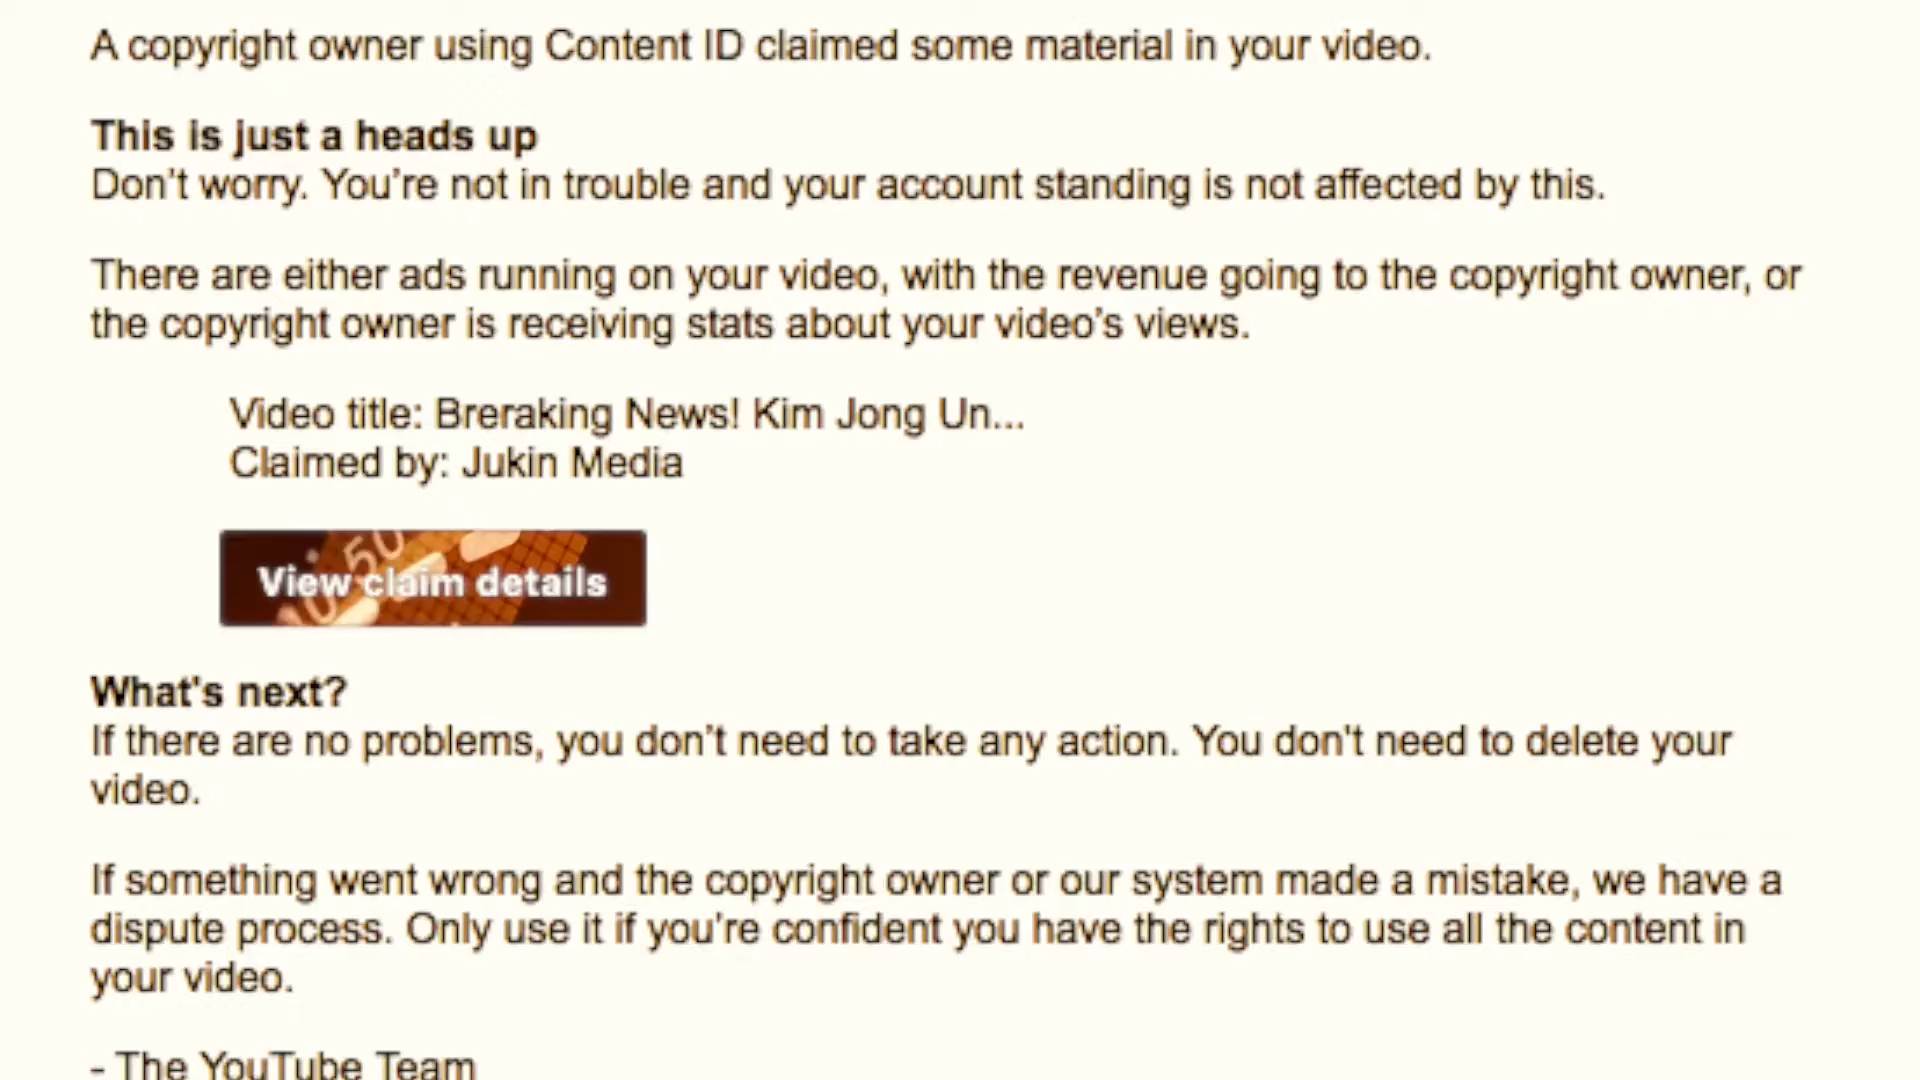 A copyright owner using Content ID claimed some material in your video.
This is just a heads up
Don't worry. You're not in trouble and your account standing is not affected by this.
There are either ads running on your video, with the revenue going to the copyright owner, or
the copyright owner is receiving stats about your video's views.
Video title: Breraking News! Kim Jong Un...
Claimed by: Jukin Media
View claim details
What's next?
If there are no problems, you don't need to take any action. You don't need to delete your
video.
If something went wrong and the copyright owner or our system made a mistake, we have a
dispute process. Only use it if you're confident you have the rights to use all the content in
your video.
- The YouTube Team